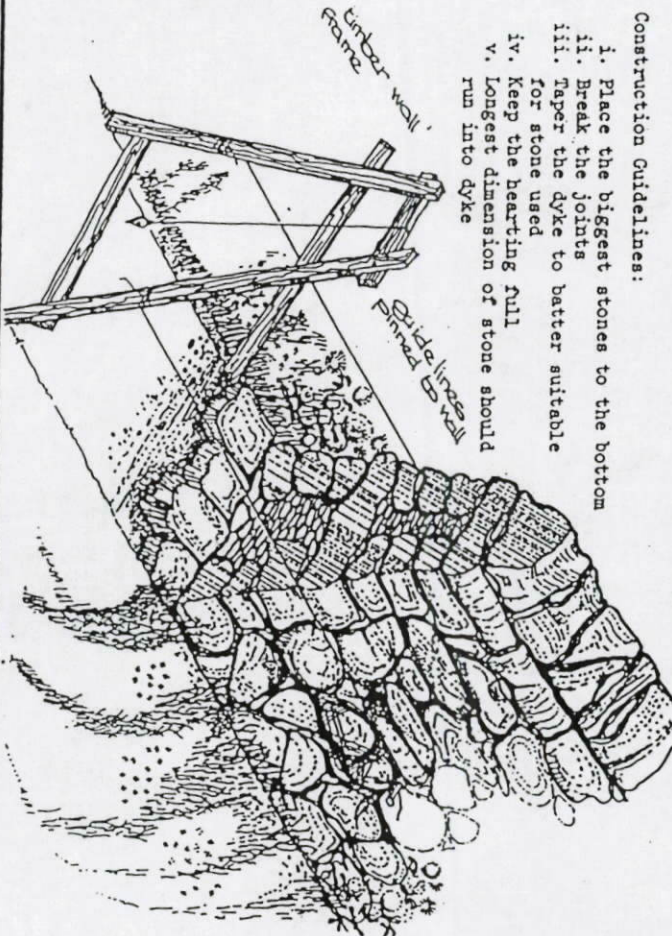 Construction Guidelines:
i. Place the biggest stones to the bottom
ii. Break the joints
iii. Taper the dyke to batter suitable
for stone used
iv. Keep the hearting full
v. Longest dimension of stone should
run into dyke
timber wall
frame
guidelines
pinned to wall